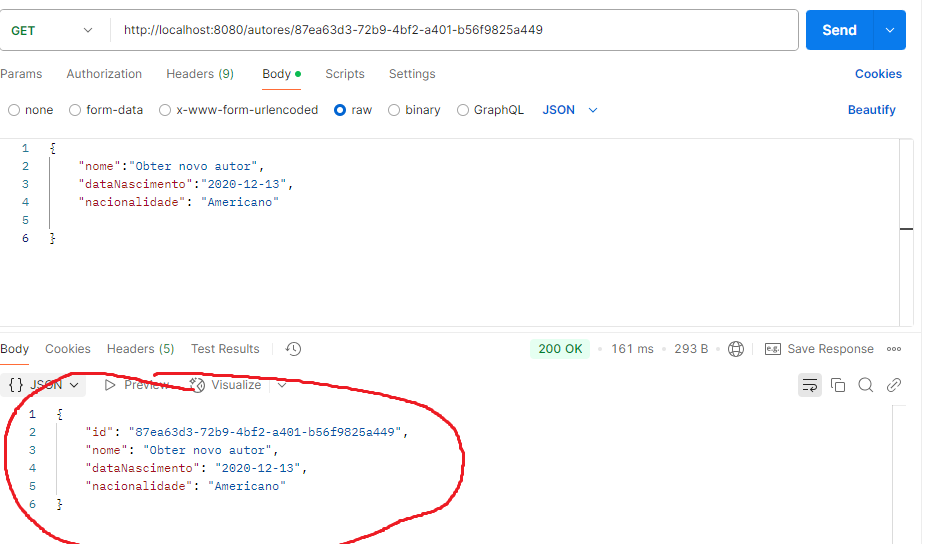 GET http://localhost:8080/autores/87ea63d3-72b9-4bf2-a401-b56f9825a449 Send
Params Authorization Headers (9) Body Scripts Settings Cookies
none form-data x-www-form-urlencoded raw binary GraphQL JSON Beautify
1 {
2 "nome":"Obter novo autor",
3 "dataNascimento":"2020-12-13",
4 "nacionalidade": "Americano"
5
6 }
Body Cookies Headers (5) Test Results 200 OK • 161 ms • 293 B • e.g. Save Response
{} JSON Preview Visualize
1 {
2 "id": "87ea63d3-72b9-4bf2-a401-b56f9825a449",
3 "nome": "Obter novo autor",
4 "dataNascimento": "2020-12-13",
5 "nacionalidade": "Americano"
6 }